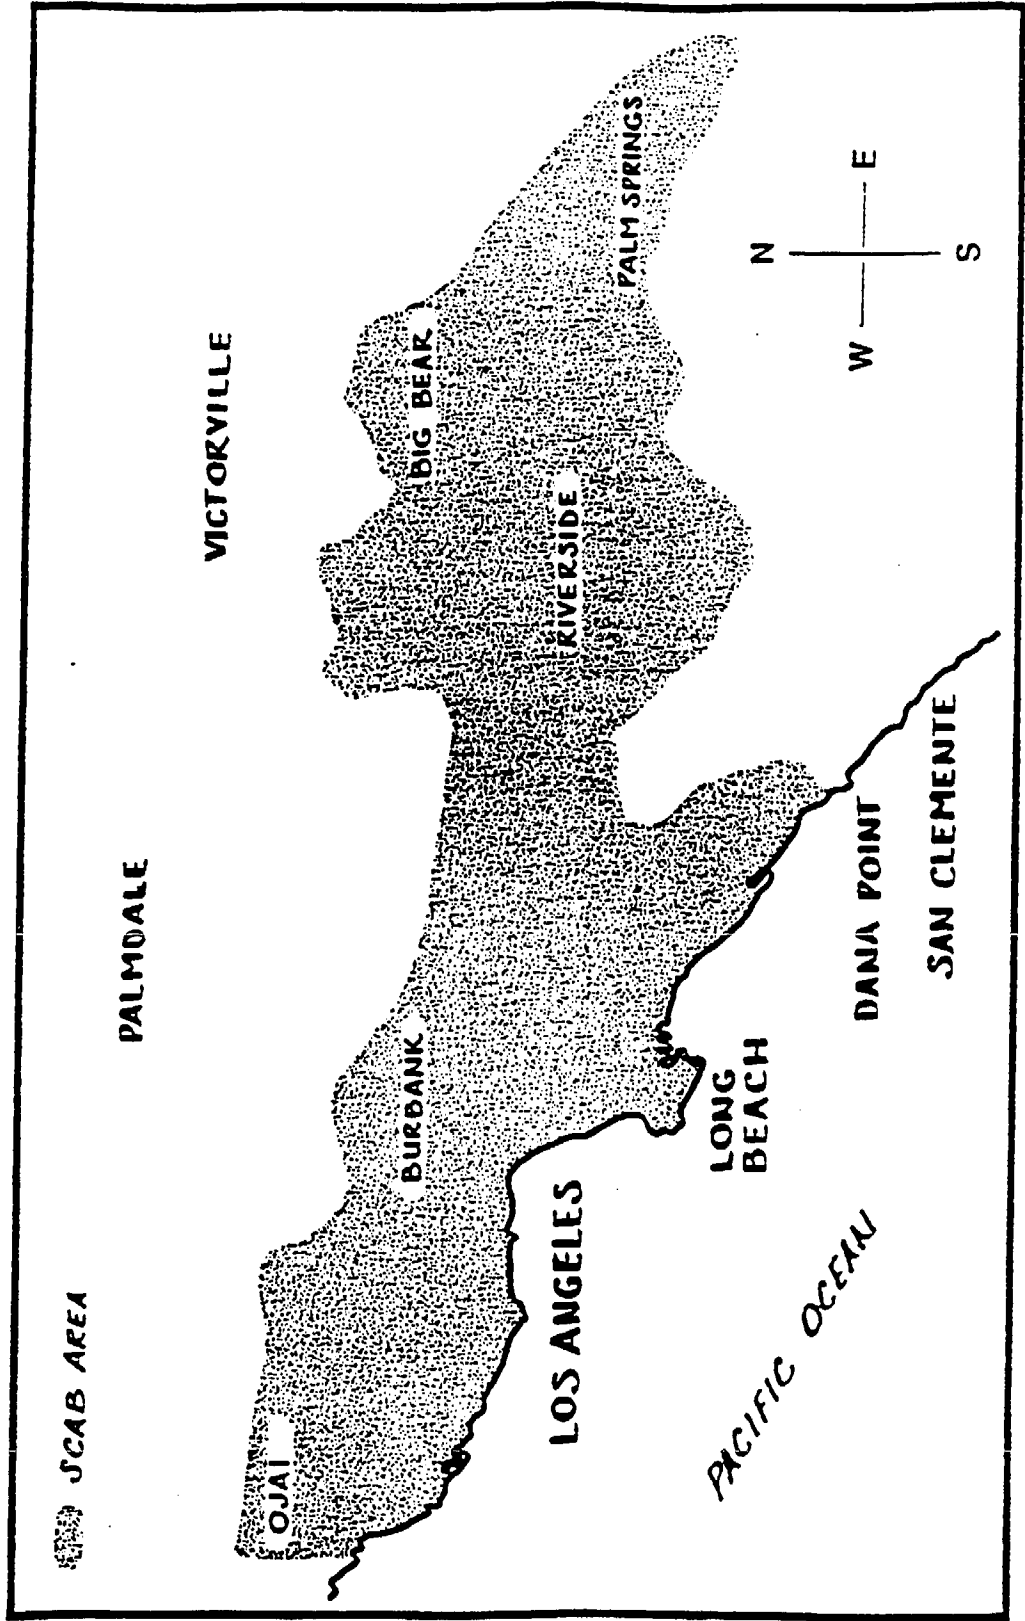 SCAB AREA
PALMDALE
VICTORVILLE
OJAI
BURBANK
BIG BEAR
RIVERSIDE
PALM SPRINGS
LOS ANGELES
LONG
BEACH
DANA POINT
SAN CLEMENTE
PACIFIC OCEAN
N
W
E
S